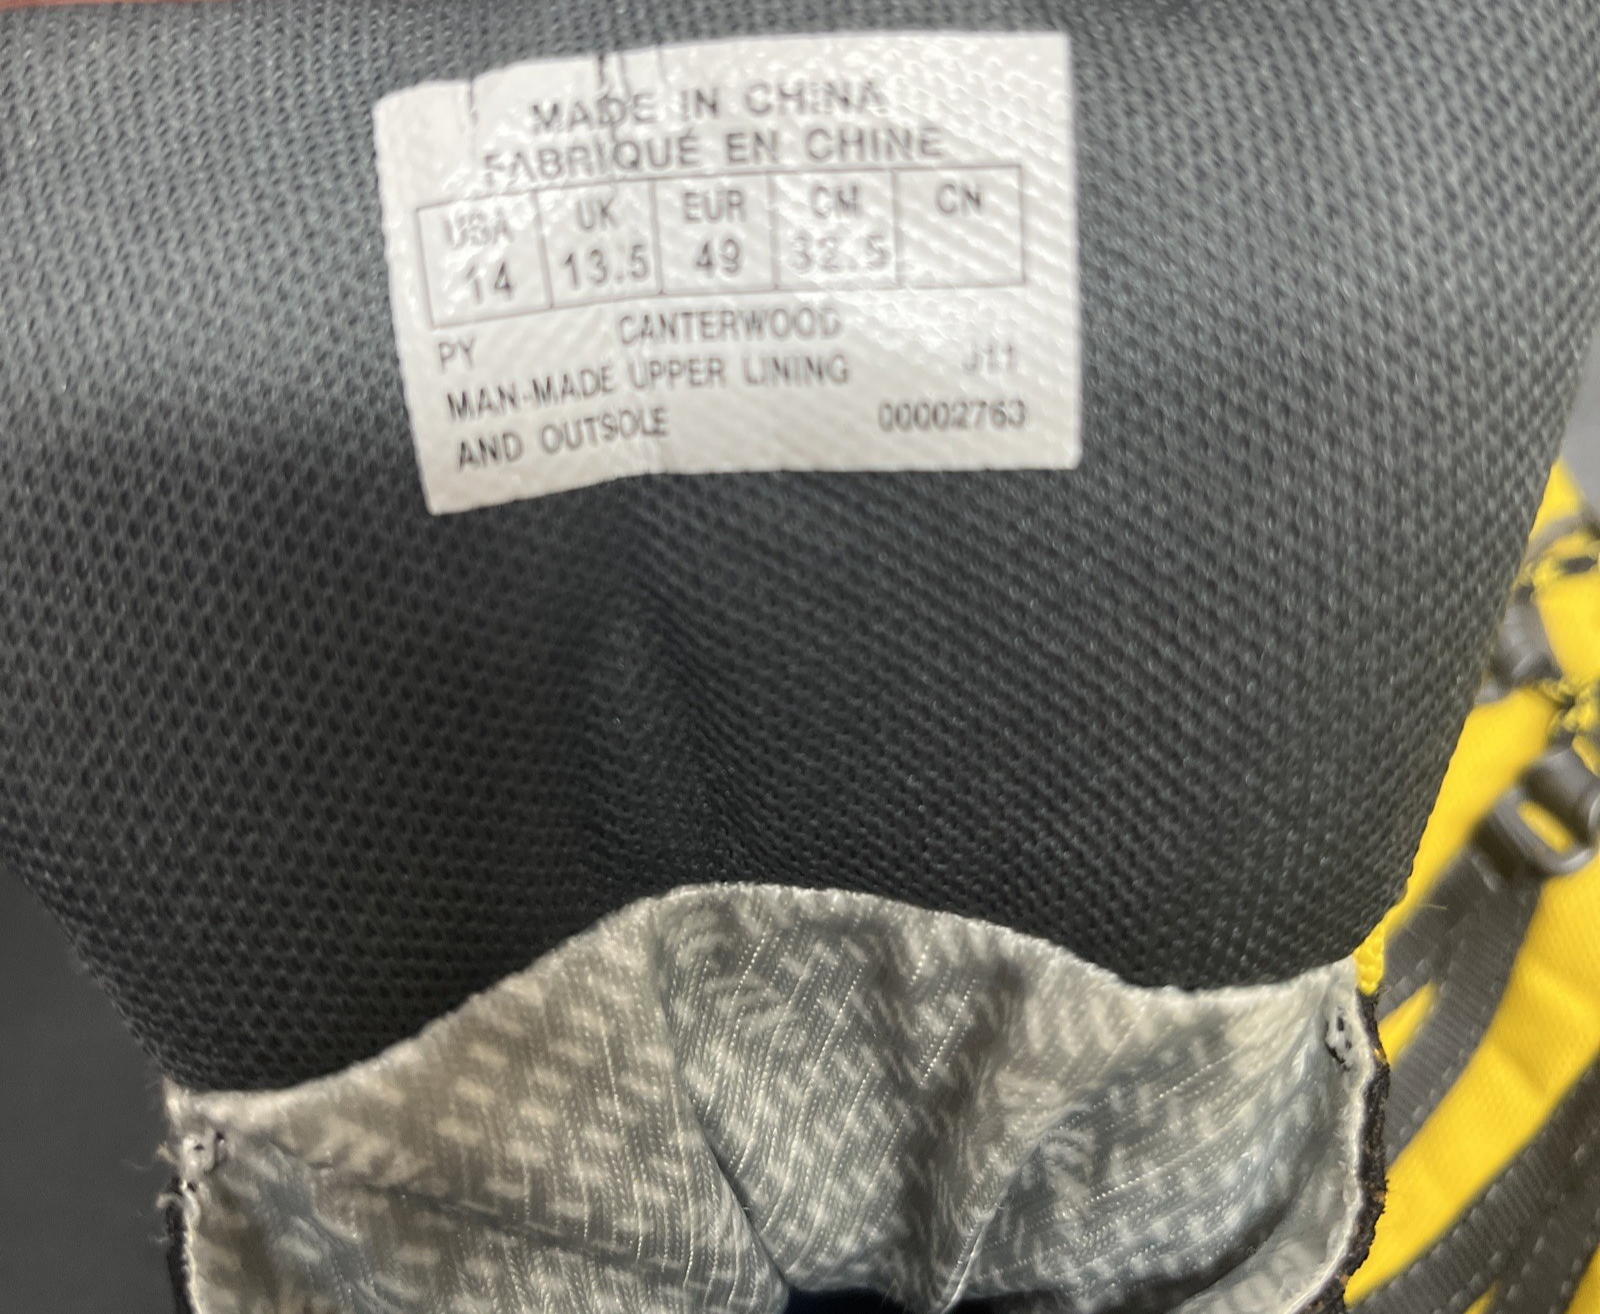 MADE IN CHINA
FABRIQUÉ EN CHINE
USA UK EUR CM CN
14 13.5 49 32.5
PY CANTERWOOD
MAN-MADE UPPER LINING J11
AND OUTSOLE 00002763